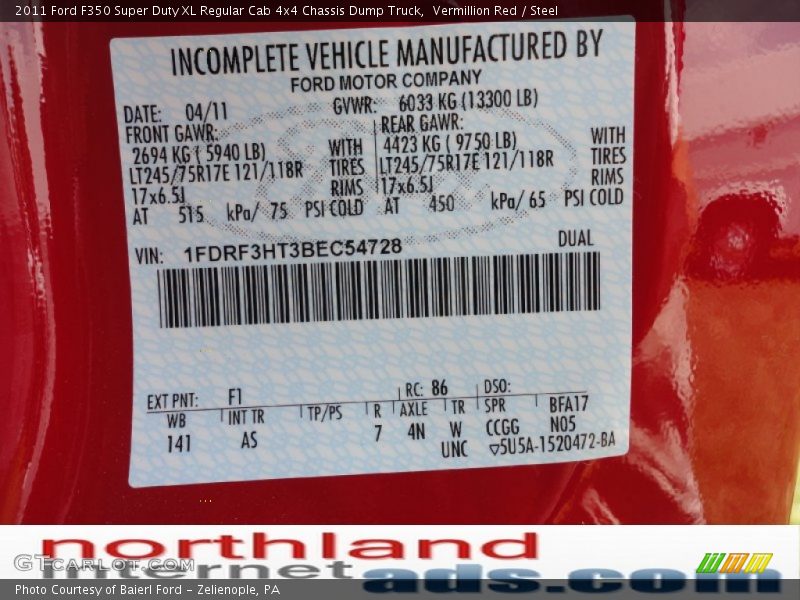 2011 Ford F350 Super Duty XL Regular Cab 4x4 Chassis Dump Truck,  Vermillion Red / Steel
INCOMPLETE VEHICLE MANUFACTURED BY
FORD MOTOR COMPANY
DATE: 04/11 GVWR: 6033 KG (13300 LB)
FRONT GAWR: REAR GAWR:
2694 KG ( 5940 LB) WITH 4423 KG ( 9750 LB) WITH
LT245/75R17E 121/118R TIRES LT245/75R17E 121/118R TIRES
17x6.5J RIMS 17x6.5J RIMS
AT 515 kPa/ 75 PSI COLD AT 450 kPa/ 65 PSI COLD
VIN: 1FDRF3HT3BEC54728 DUAL
EXT PNT: F1 RC: 86 DSO:
WB INT TR TP/PS R AXLE TR SPR BFA17
141 AS 7 4N W CCGG N05
UNC ▽5U5A-1520472-BA
northland
internet ads.com
GTCARLOT.COM
Photo Courtesy of Baierl Ford – Zelienople, PA